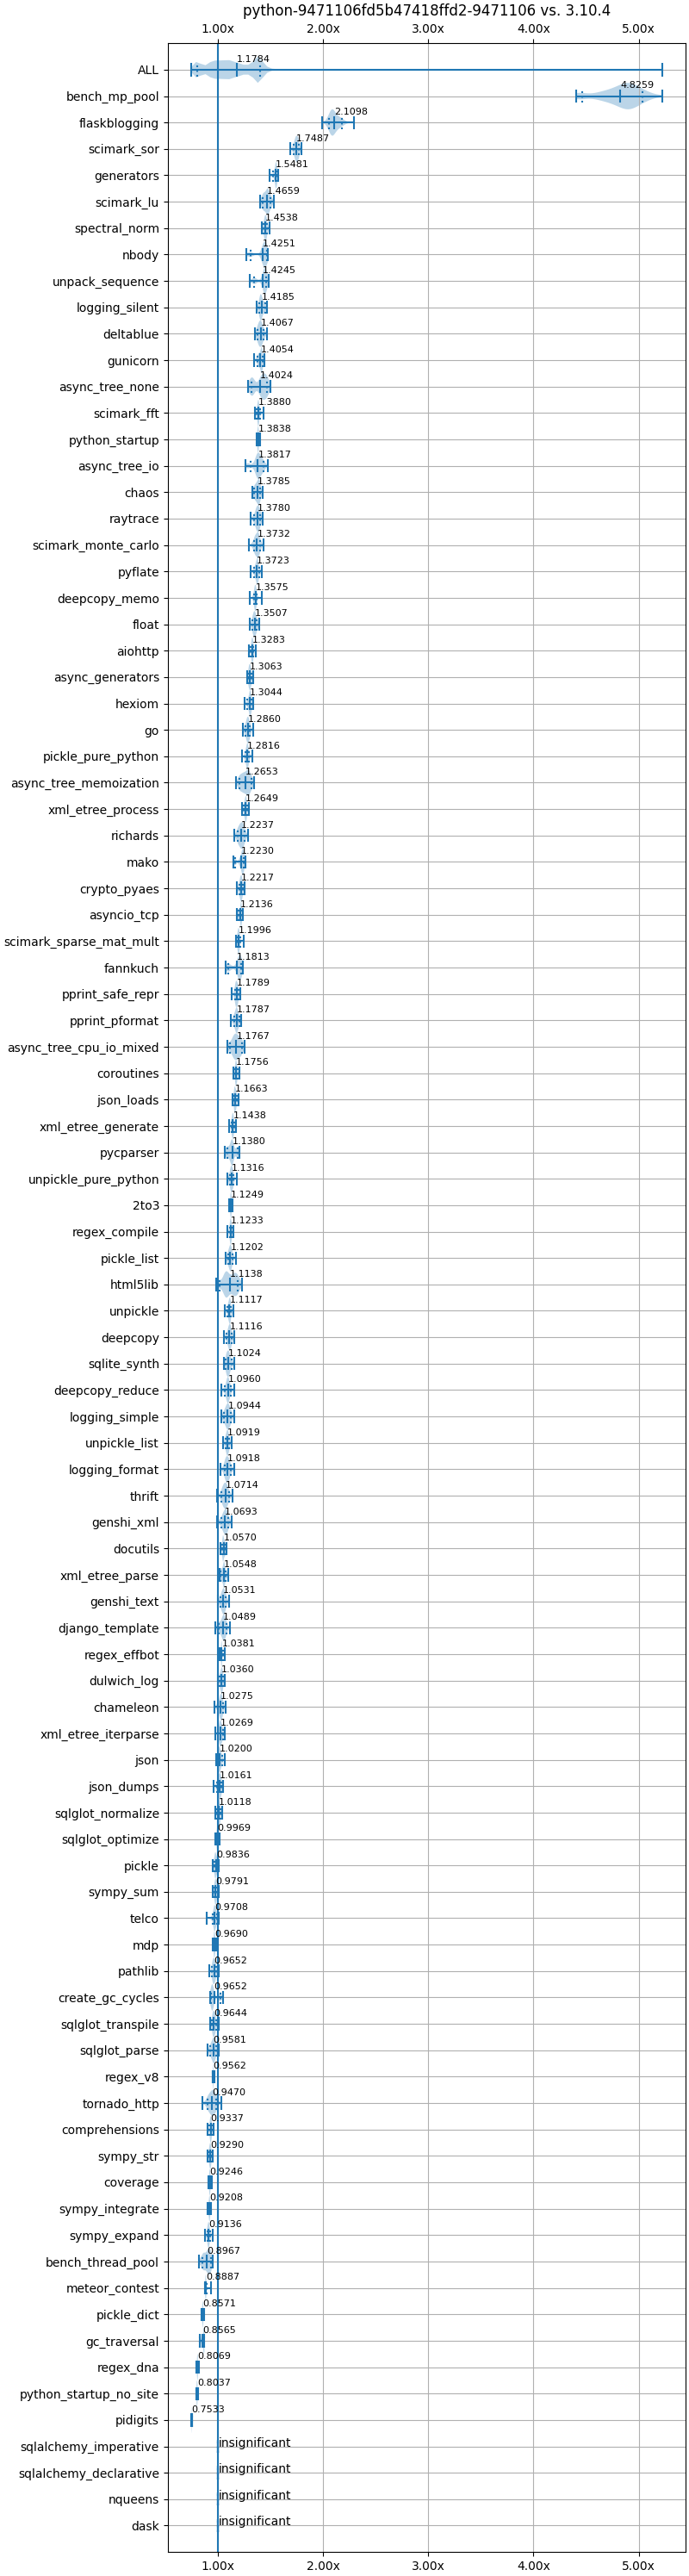 python-9471106fd5b47418ffd2-9471106 vs. 3.10.4
1.00x 2.00x 3.00x 4.00x 5.00x
ALL 1.1784
bench_mp_pool 4.8259
flaskblogging 2.1098
scimark_sor 1.7487
generators 1.5481
scimark_lu 1.4659
spectral_norm 1.4538
nbody 1.4251
unpack_sequence 1.4245
logging_silent 1.4185
deltablue 1.4067
gunicorn 1.4054
async_tree_none 1.4024
scimark_fft 1.3880
python_startup 1.3838
async_tree_io 1.3817
chaos 1.3785
raytrace 1.3780
scimark_monte_carlo 1.3732
pyflate 1.3723
deepcopy_memo 1.3575
float 1.3507
aiohttp 1.3283
async_generators 1.3063
hexiom 1.3044
go 1.2860
pickle_pure_python 1.2816
async_tree_memoization 1.2653
xml_etree_process 1.2649
richards 1.2237
mako 1.2230
crypto_pyaes 1.2217
asyncio_tcp 1.2136
scimark_sparse_mat_mult 1.1996
fannkuch 1.1813
pprint_safe_repr 1.1789
pprint_pformat 1.1787
async_tree_cpu_io_mixed 1.1767
coroutines 1.1756
json_loads 1.1663
xml_etree_generate 1.1438
pycparser 1.1380
unpickle_pure_python 1.1316
2to3 1.1249
regex_compile 1.1233
pickle_list 1.1202
html5lib 1.1138
unpickle 1.1117
deepcopy 1.1116
sqlite_synth 1.1024
deepcopy_reduce 1.0960
logging_simple 1.0944
unpickle_list 1.0919
logging_format 1.0918
thrift 1.0714
genshi_xml 1.0693
docutils 1.0570
xml_etree_parse 1.0548
genshi_text 1.0531
django_template 1.0489
regex_effbot 1.0381
dulwich_log 1.0360
chameleon 1.0275
xml_etree_iterparse 1.0269
json 1.0200
json_dumps 1.0161
sqlglot_normalize 1.0118
sqlglot_optimize 0.9969
pickle 0.9836
sympy_sum 0.9791
telco 0.9708
mdp 0.9690
pathlib 0.9652
create_gc_cycles 0.9652
sqlglot_transpile 0.9644
sqlglot_parse 0.9581
regex_v8 0.9562
tornado_http 0.9470
comprehensions 0.9337
sympy_str 0.9290
coverage 0.9246
sympy_integrate 0.9208
sympy_expand 0.9136
bench_thread_pool 0.8967
meteor_contest 0.8887
pickle_dict 0.8571
gc_traversal 0.8565
regex_dna 0.8069
python_startup_no_site 0.8037
pidigits 0.7533
sqlalchemy_imperative insignificant
sqlalchemy_declarative insignificant
nqueens insignificant
dask insignificant
1.00x 2.00x 3.00x 4.00x 5.00x